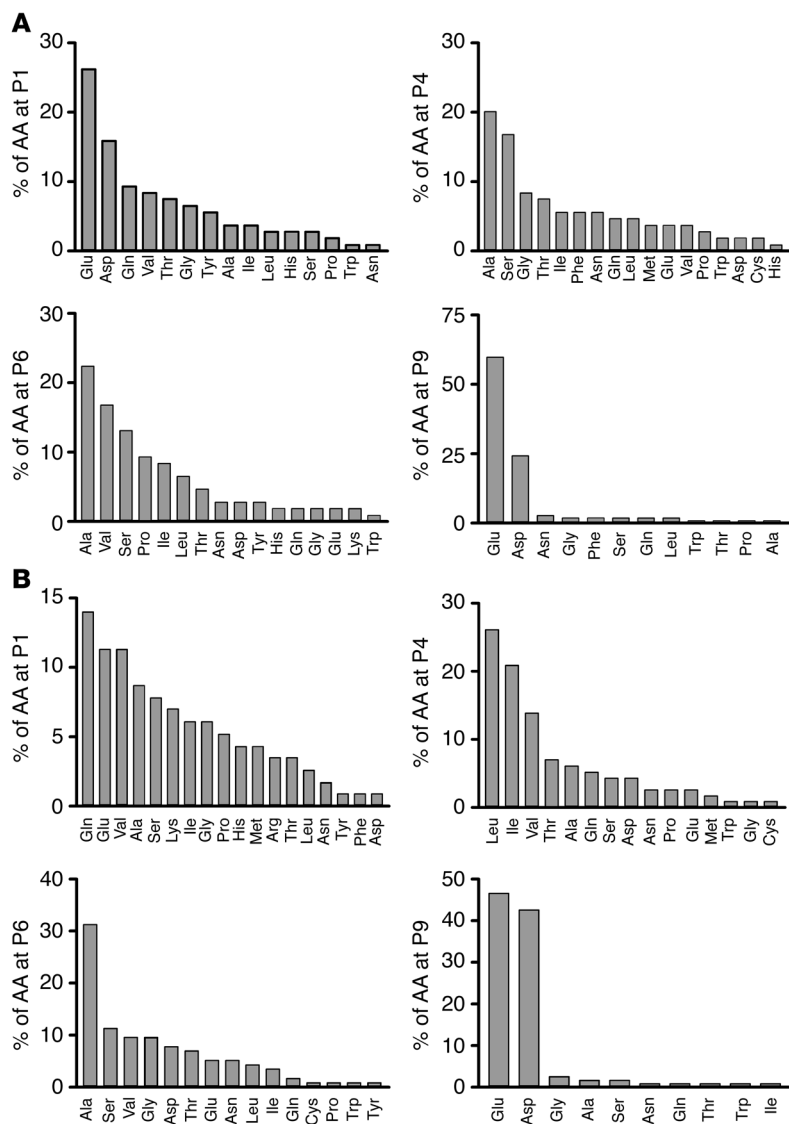 A
% of AA at P1
30
20
10
0
Glu Asp Gln Val Thr Gly Tyr Ala Ile Leu His Ser Pro Trp Asn
% of AA at P4
30
20
10
0
Ala Ser Gly Thr Ile Phe Asn Gln Leu Met Glu Val Pro Trp Asp Cys His
% of AA at P6
30
20
10
0
Ala Val Ser Pro Ile Leu Thr Asn Asp Tyr His Gln Gly Glu Lys Trp
% of AA at P9
75
50
25
0
Glu Asp Asn Gly Phe Ser Gln Leu Trp Thr Pro Ala
B
% of AA at P1
15
10
5
0
Gln Glu Val Ala Ser Lys Ile Gly Pro His Met Arg Thr Leu Asn Tyr Phe Asp
% of AA at P4
30
20
10
0
Leu Ile Val Thr Ala Gln Ser Asp Asn Pro Glu Met Trp Gly Cys
% of AA at P6
40
30
20
10
0
Ala Ser Val Gly Asp Thr Glu Asn Leu Ile Gln Cys Pro Trp Tyr
% of AA at P9
50
40
30
20
10
0
Glu Asp Gly Ala Ser Asn Gln Thr Trp Ile